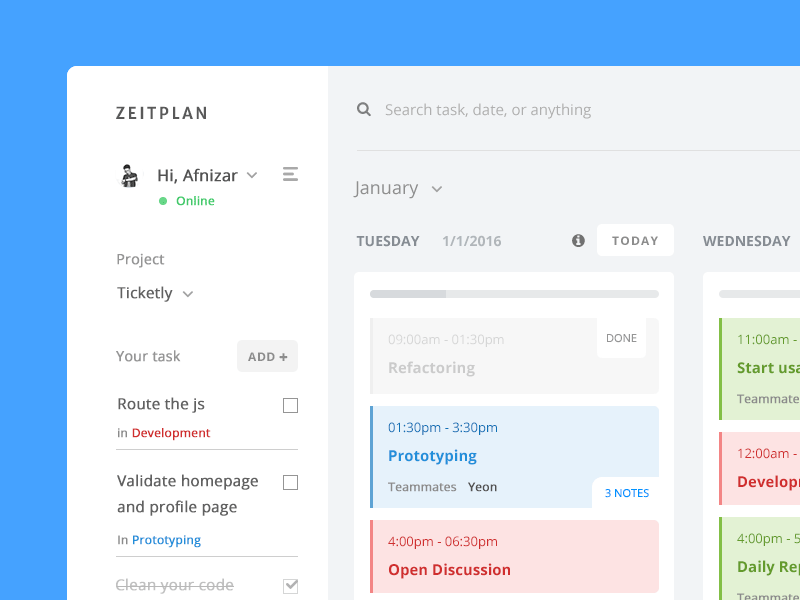 ZEITPLAN
Hi, Afnizar
Online
Project
Ticketly
Your task
ADD +
Route the js
in Development
Validate homepage
and profile page
In Prototyping
Clean your code
Search task, date, or anything
January
TUESDAY 1/1/2016
TODAY
09:00am - 01:30pm
DONE
Refactoring
01:30pm - 3:30pm
Prototyping
Teammates Yeon
3 NOTES
4:00pm - 06:30pm
Open Discussion
WEDNESDAY
11:00am -
Start usa
Teammate
12:00am -
Develop
4:00pm - 5
Daily Rep
Teammate